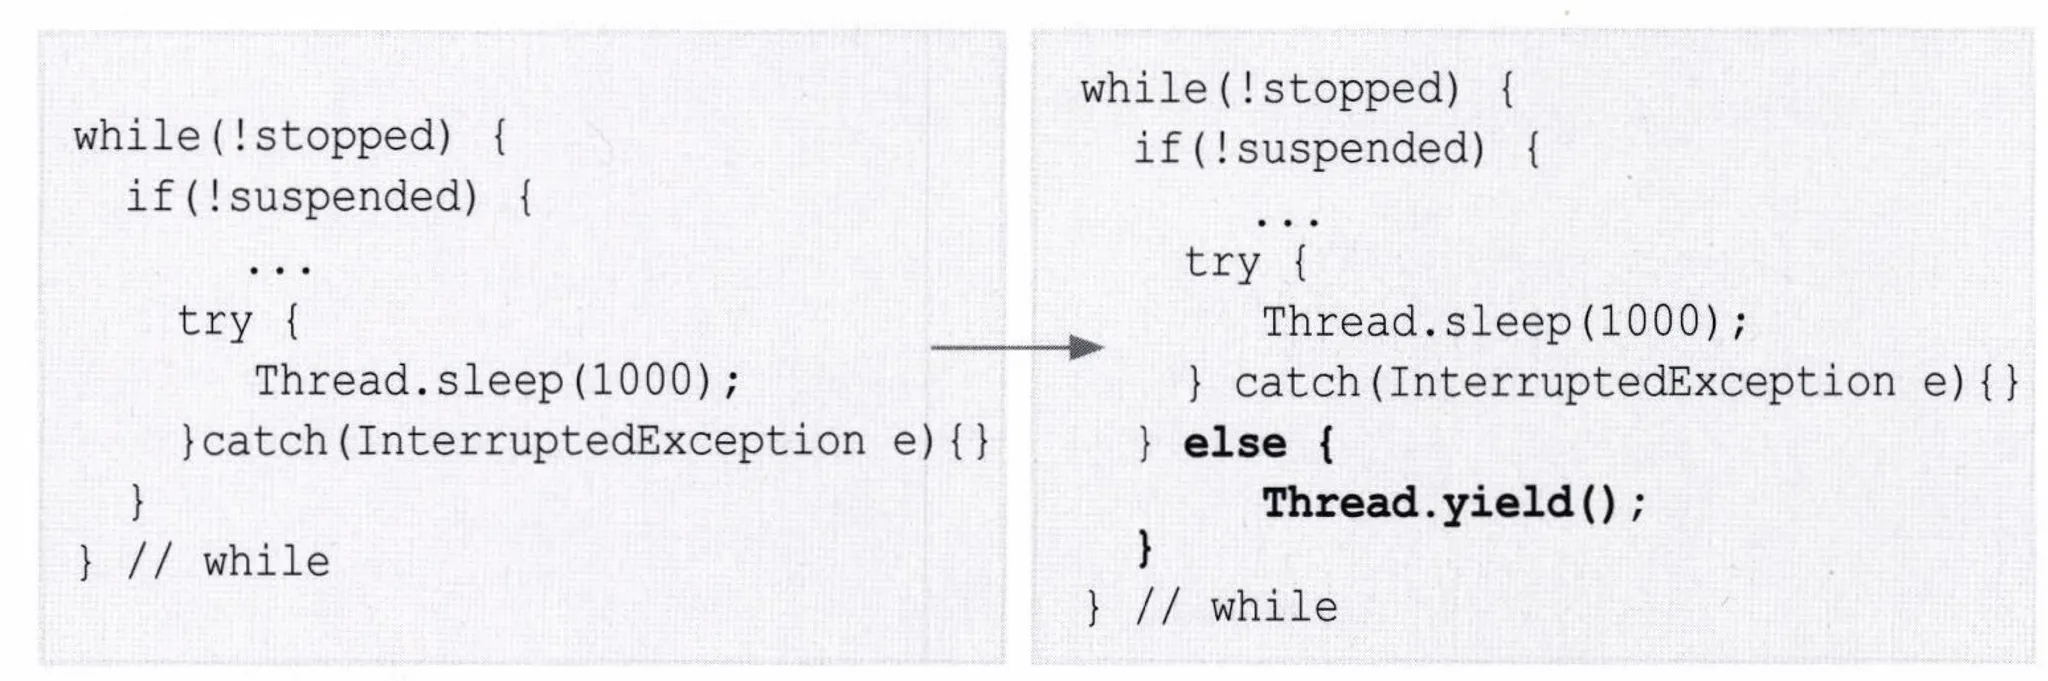 while(!stopped) {
if(!suspended) {
...
try {
Thread.sleep(1000);
}catch(InterruptedException e){}
}
} // while
while(!stopped) {
if(!suspended) {
...
try {
Thread.sleep(1000);
} catch(InterruptedException e){}
} else {
Thread.yield();
}
} // while